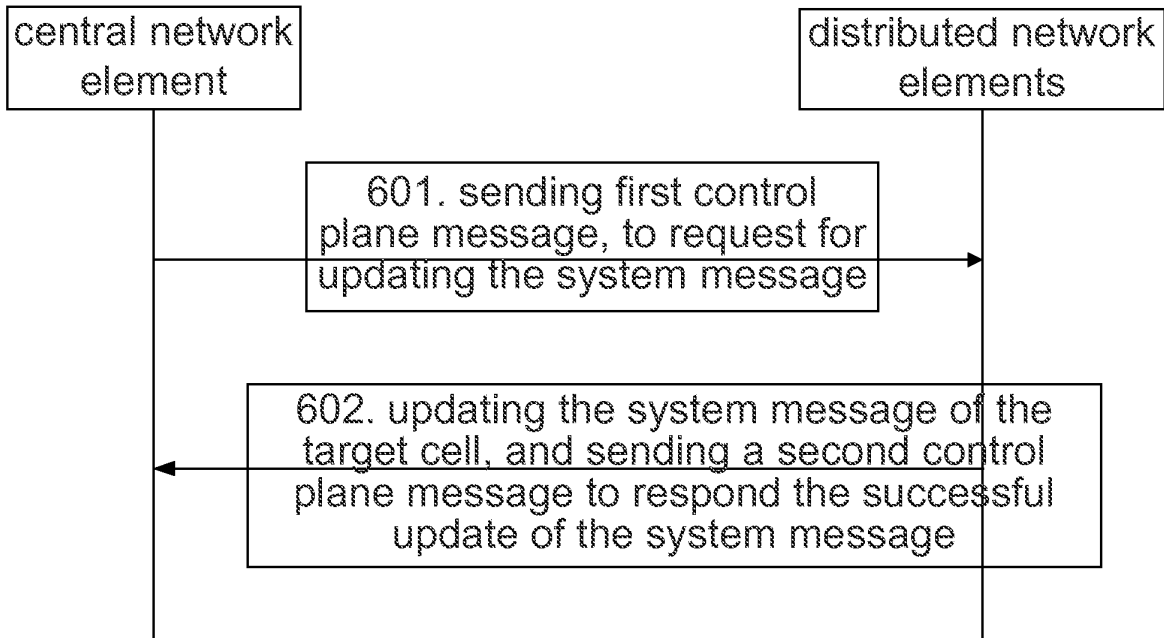 central network
element
distributed network
elements
601. sending first control
plane message, to request for
updating the system message
602. updating the system message of the
target cell, and sending a second control
plane message to respond the successful
update of the system message